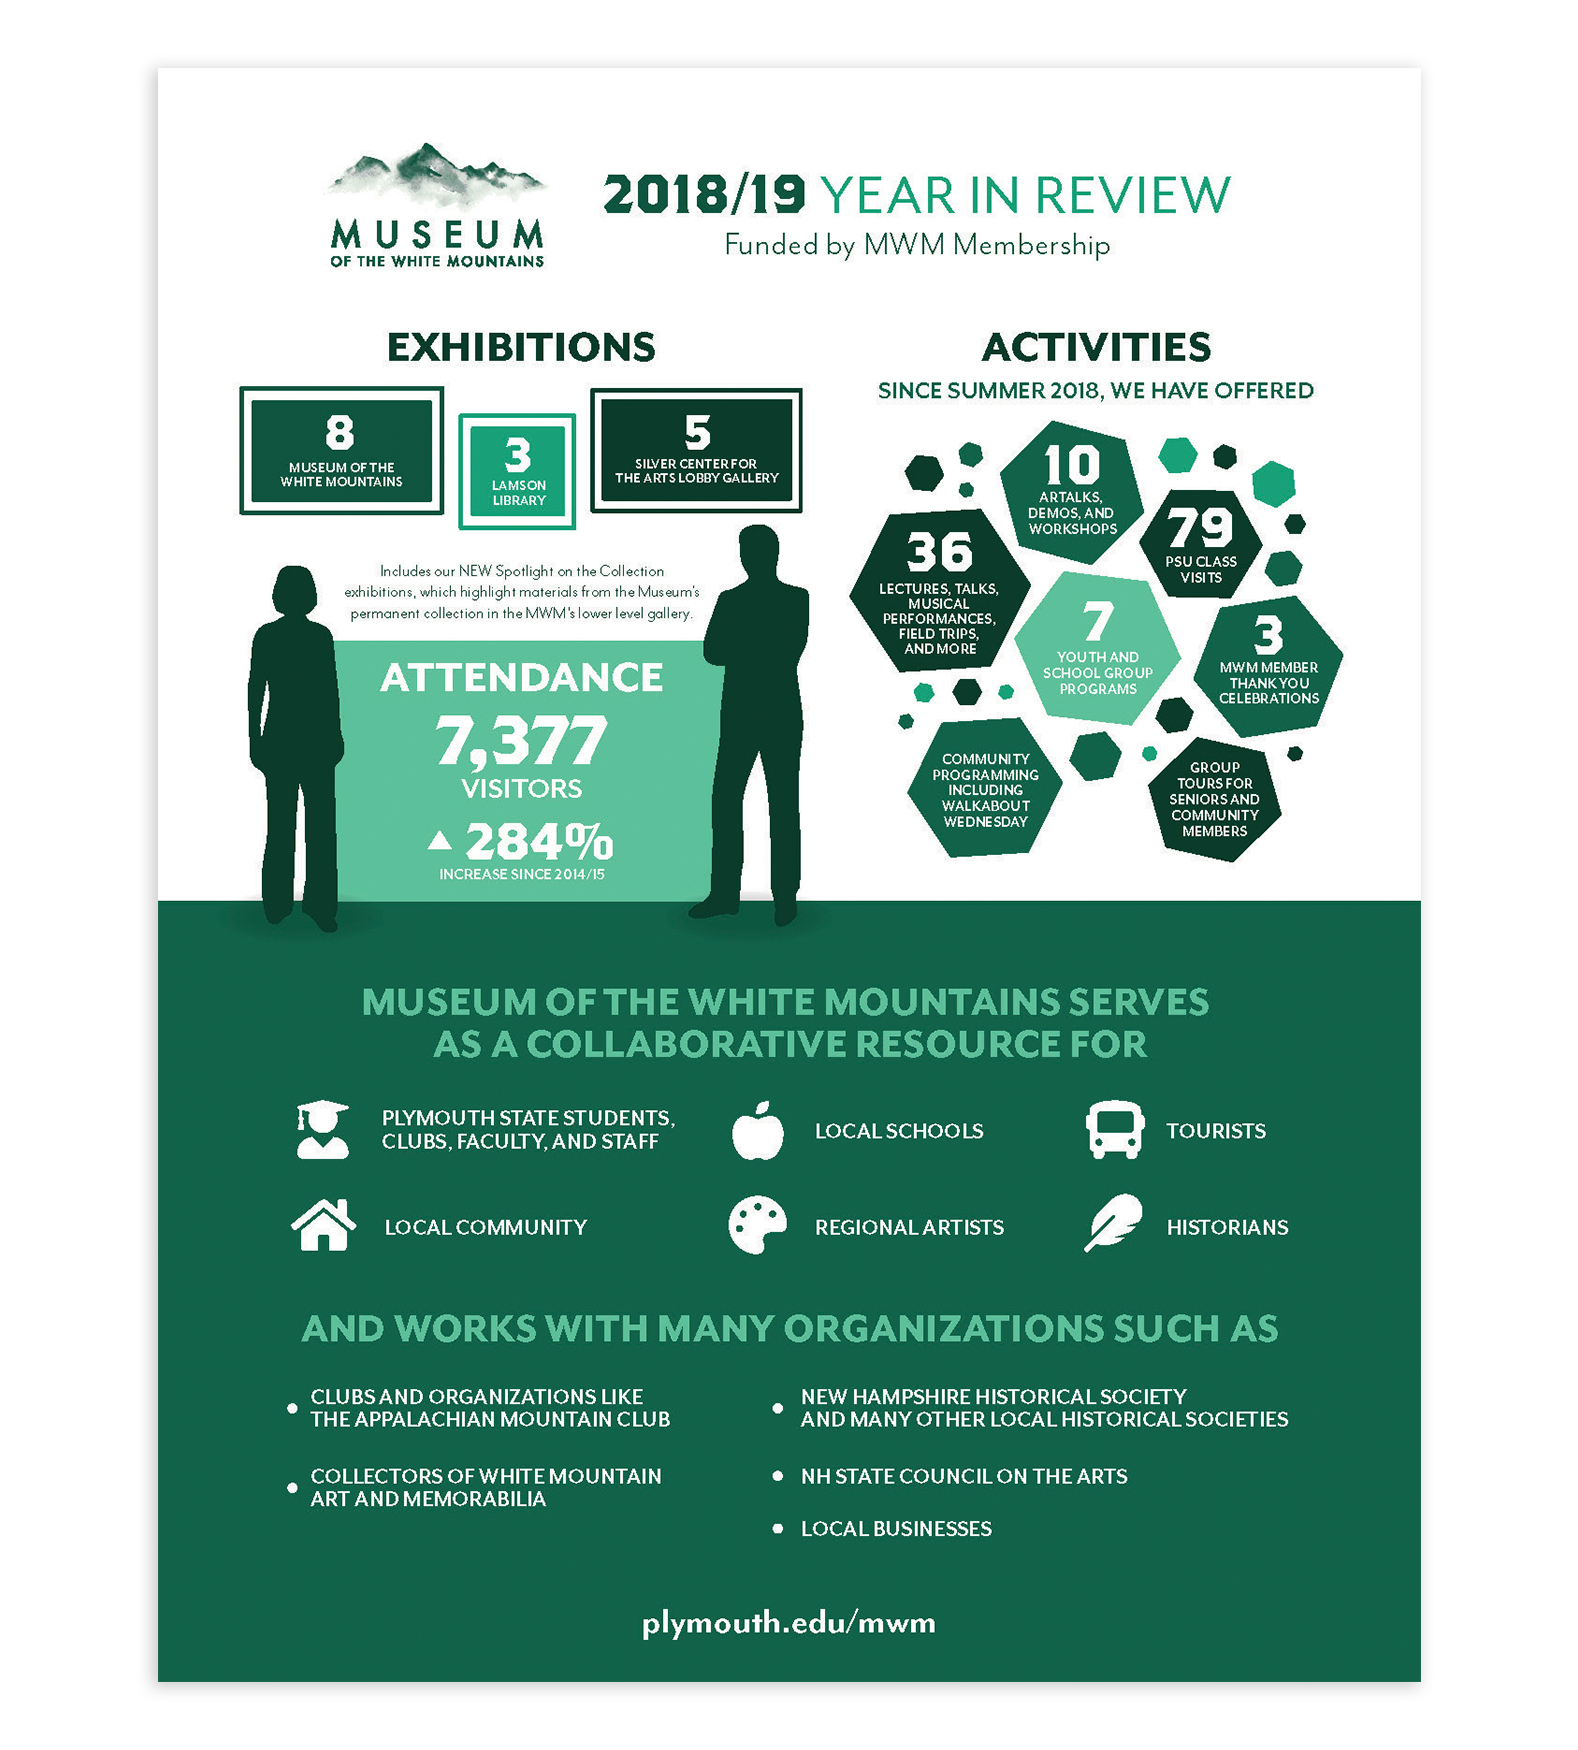 MUSEUM
OF THE WHITE MOUNTAINS
2018/19 YEAR IN REVIEW
Funded by MWM Membership
EXHIBITIONS
8
MUSEUM OF THE
WHITE MOUNTAINS
3
LAMSON
LIBRARY
5
SILVER CENTER FOR
THE ARTS LOBBY GALLERY
Includes our NEW Spotlight on the Collection
exhibitions, which highlight materials from the Museum's
permanent collection in the MWM's lower level gallery.
ATTENDANCE
7,377
VISITORS
284%
INCREASE SINCE 2014/15
ACTIVITIES
SINCE SUMMER 2018, WE HAVE OFFERED
10
ARTALKS,
DEMOS, AND
WORKSHOPS
79
PSU CLASS
VISITS
36
LECTURES, TALKS,
MUSICAL
PERFORMANCES,
FIELD TRIPS,
AND MORE
7
YOUTH AND
SCHOOL GROUP
PROGRAMS
3
MWM MEMBER
THANK YOU
CELEBRATIONS
COMMUNITY
PROGRAMMING
INCLUDING
WALKABOUT
WEDNESDAY
GROUP
TOURS FOR
SENIORS AND
COMMUNITY
MEMBERS
MUSEUM OF THE WHITE MOUNTAINS SERVES
AS A COLLABORATIVE RESOURCE FOR
PLYMOUTH STATE STUDENTS,
CLUBS, FACULTY, AND STAFF
LOCAL SCHOOLS
TOURISTS
LOCAL COMMUNITY
REGIONAL ARTISTS
HISTORIANS
AND WORKS WITH MANY ORGANIZATIONS SUCH AS
• CLUBS AND ORGANIZATIONS LIKE
THE APPALACHIAN MOUNTAIN CLUB
• COLLECTORS OF WHITE MOUNTAIN
ART AND MEMORABILIA
• NEW HAMPSHIRE HISTORICAL SOCIETY
AND MANY OTHER LOCAL HISTORICAL SOCIETIES
• NH STATE COUNCIL ON THE ARTS
• LOCAL BUSINESSES
plymouth.edu/mwm